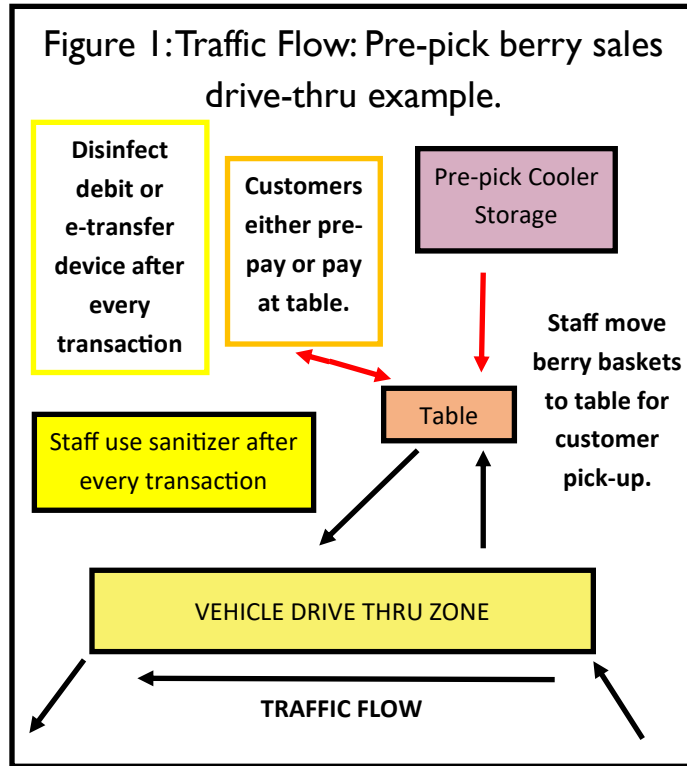 Figure 1: Traffic Flow: Pre-pick berry sales
drive-thru example.
Disinfect
debit or
e-transfer
device after
every
transaction
Customers
either pre-
pay or pay
at table.
Pre-pick Cooler
Storage
Staff move
berry baskets
to table for
customer
pick-up.
Table
Staff use sanitizer after
every transaction
VEHICLE DRIVE THRU ZONE
TRAFFIC FLOW